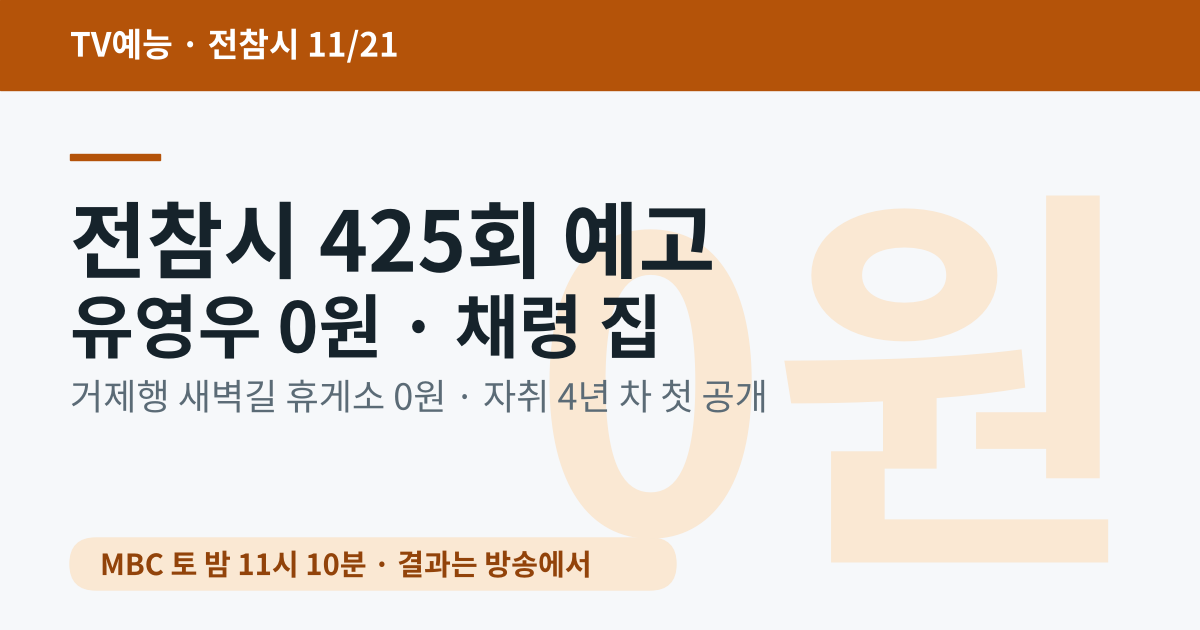 TV예능 · 전참시 11/21
전참시 425회 예고
유영우 0원 · 채령 집
거제행 새벽길 휴게소 0원 · 자취 4년 차 첫 공개
0원
MBC 토 밤 11시 10분 · 결과는 방송에서